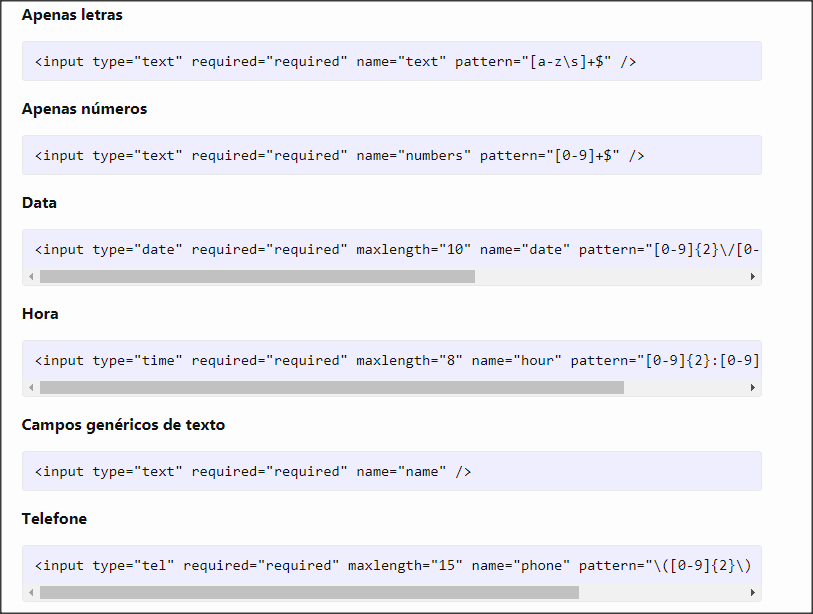 Apenas letras
<input type="text" required="required" name="text" pattern="[a-z\s]+$" />
Apenas números
<input type="text" required="required" name="numbers" pattern="[0-9]+$" />
Data
<input type="date" required="required" maxlength="10" name="date" pattern="[0-9]{2}\/[0-
Hora
<input type="time" required="required" maxlength="8" name="hour" pattern="[0-9]{2}:[0-9]
Campos genéricos de texto
<input type="text" required="required" name="name" />
Telefone
<input type="tel" required="required" maxlength="15" name="phone" pattern="\([0-9]{2}\)